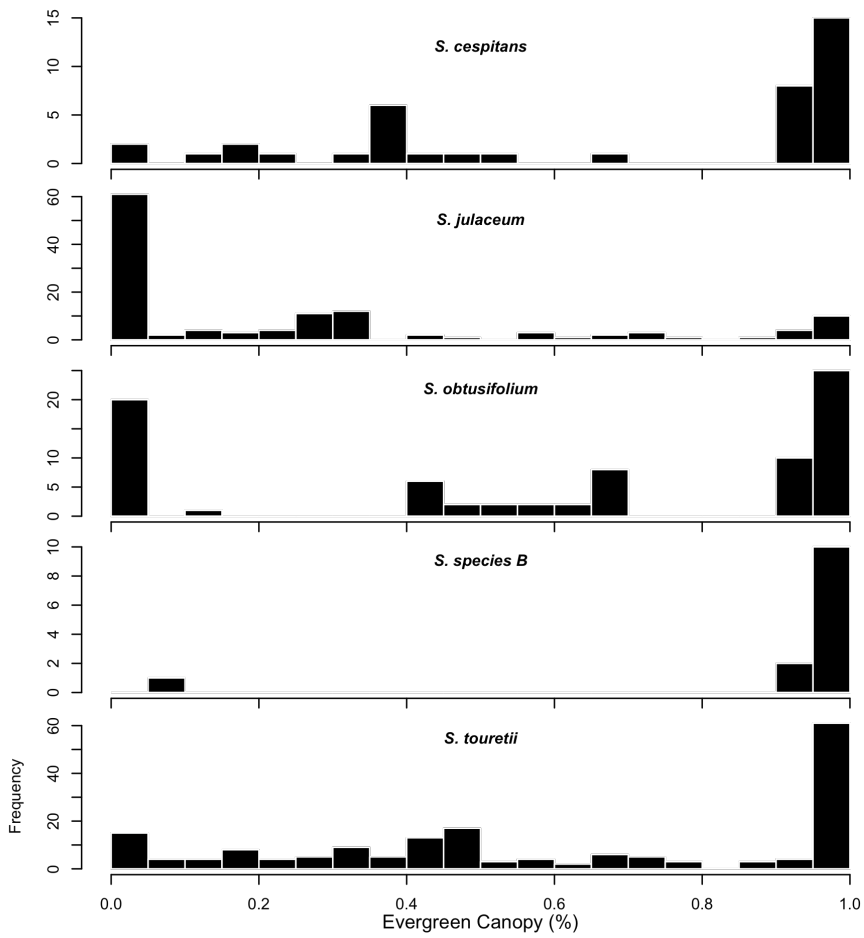 15
10
5
0
S. cespitans
60
40
20
0
S. julaceum
20
10
5
0
S. obtusifolium
10
8
6
4
2
0
S. species B
60
40
20
0
S. touretii
Frequency
0.0 0.2 0.4 0.6 0.8 1.0
Evergreen Canopy (%)